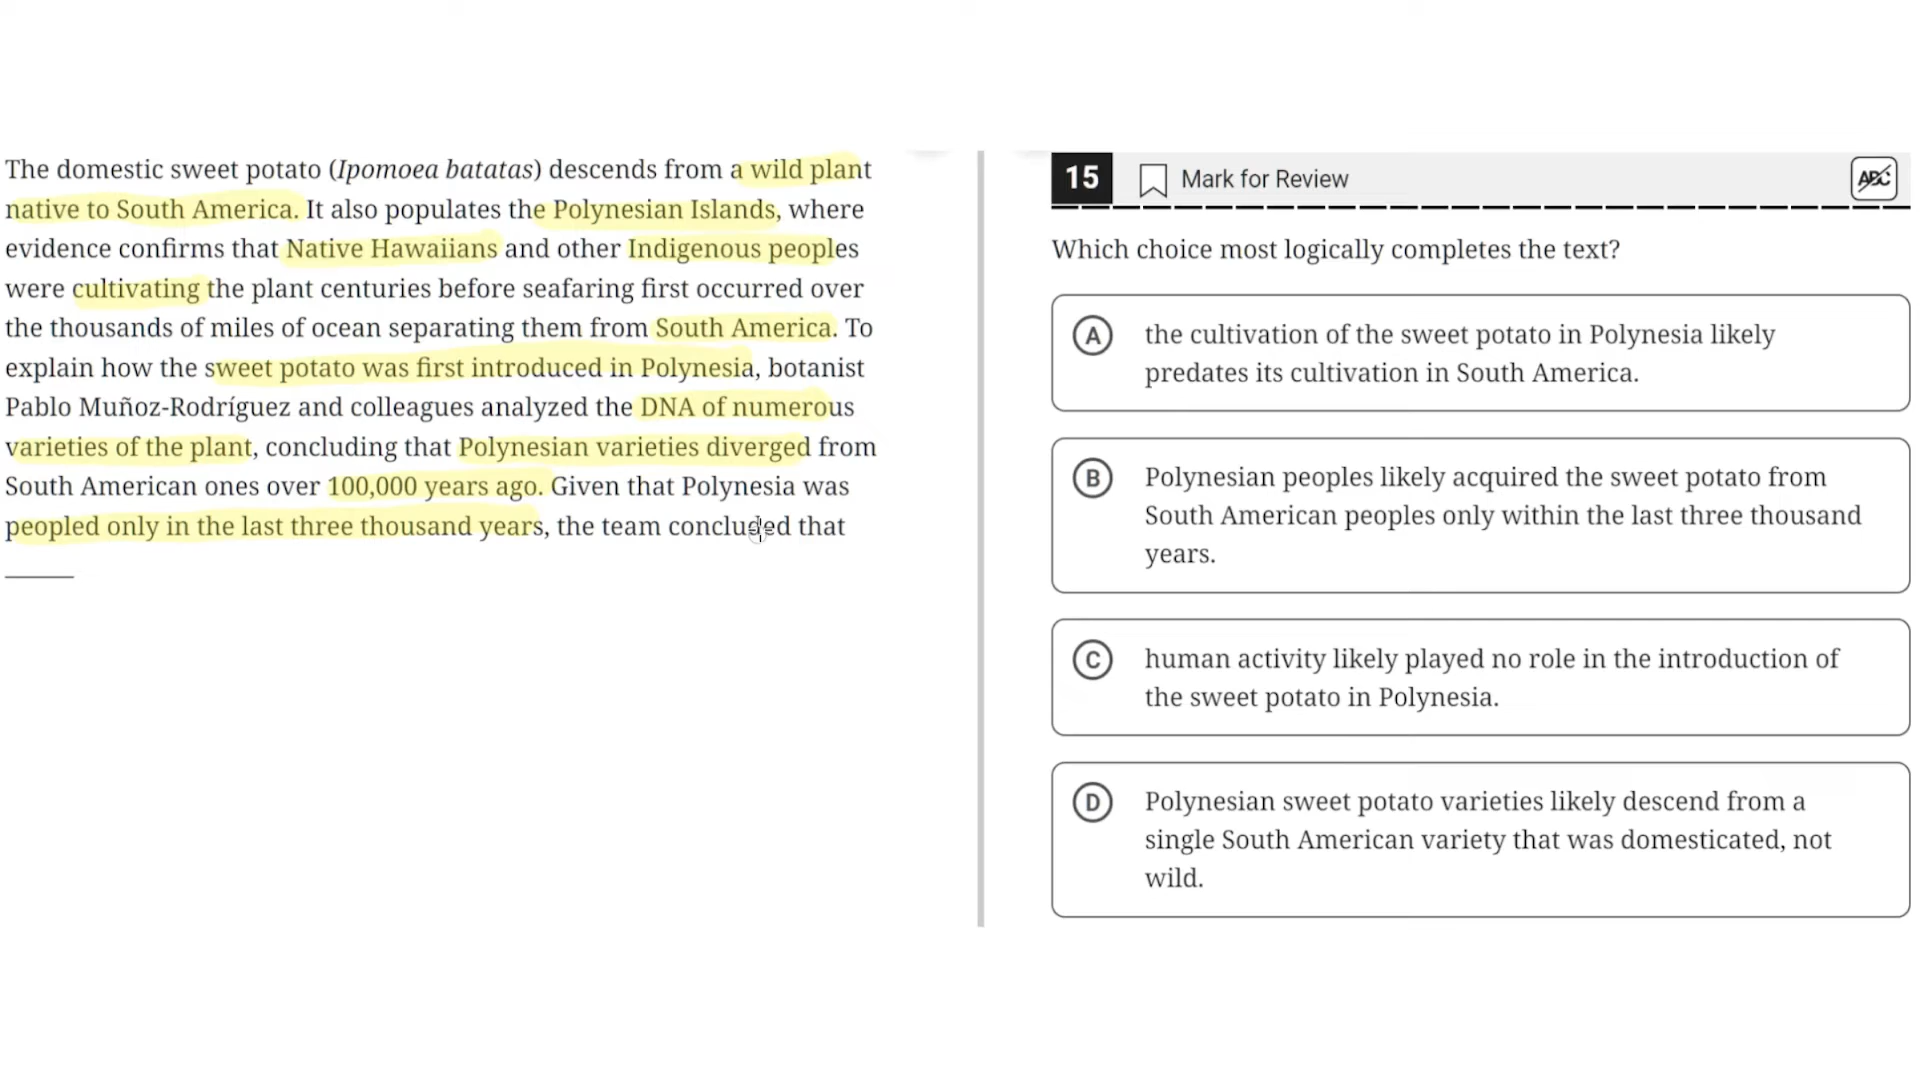 The domestic sweet potato (Ipomoea batatas) descends from a wild plant
native to South America. It also populates the Polynesian Islands, where
evidence confirms that Native Hawaiians and other Indigenous peoples
were cultivating the plant centuries before seafaring first occurred over
the thousands of miles of ocean separating them from South America. To
explain how the sweet potato was first introduced in Polynesia, botanist
Pablo Muñoz-Rodríguez and colleagues analyzed the DNA of numerous
varieties of the plant, concluding that Polynesian varieties diverged from
South American ones over 100,000 years ago. Given that Polynesia was
peopled only in the last three thousand years, the team concluded that
______
15 Mark for Review ABC
Which choice most logically completes the text?
A the cultivation of the sweet potato in Polynesia likely
predates its cultivation in South America.
B Polynesian peoples likely acquired the sweet potato from
South American peoples only within the last three thousand
years.
C human activity likely played no role in the introduction of
the sweet potato in Polynesia.
D Polynesian sweet potato varieties likely descend from a
single South American variety that was domesticated, not
wild.